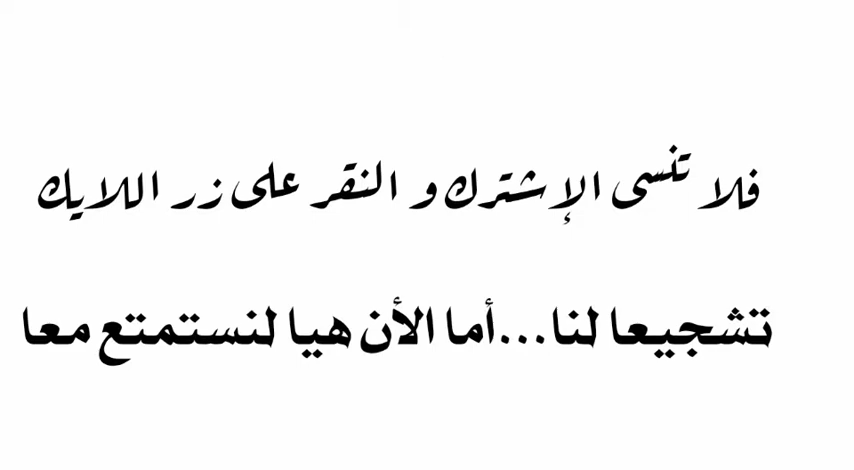 فلا تنسى الإشترك و النقر على زر اللايك
تشجيعا لنا...أما الأن هيا لنستمتع معا